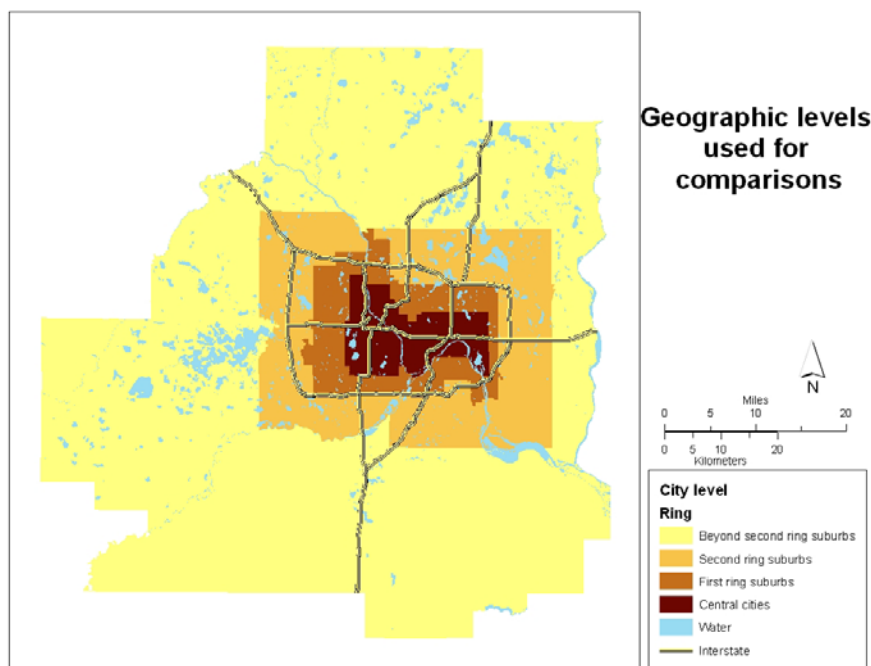 Geographic levels
used for
comparisons
N
Miles
0 5 10 20
0 5 10 20
Kilometers
City level
Ring
Beyond second ring suburbs
Second ring suburbs
First ring suburbs
Central cities
Water
Interstate